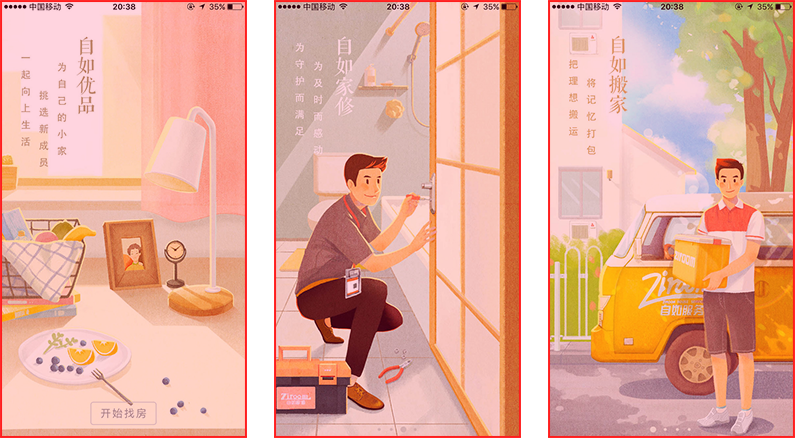 中国移动 20:38 35%
自如优品
为自己的小家
挑选新成员
一起向上生活
开始找房
中国移动 20:38 35%
自如家修
为及时而感动
为守护而满足
Ziroom
中国移动 20:38 35%
自如搬家
将记忆打包
把理想搬运
ZIROOM
Ziroom
自如服务